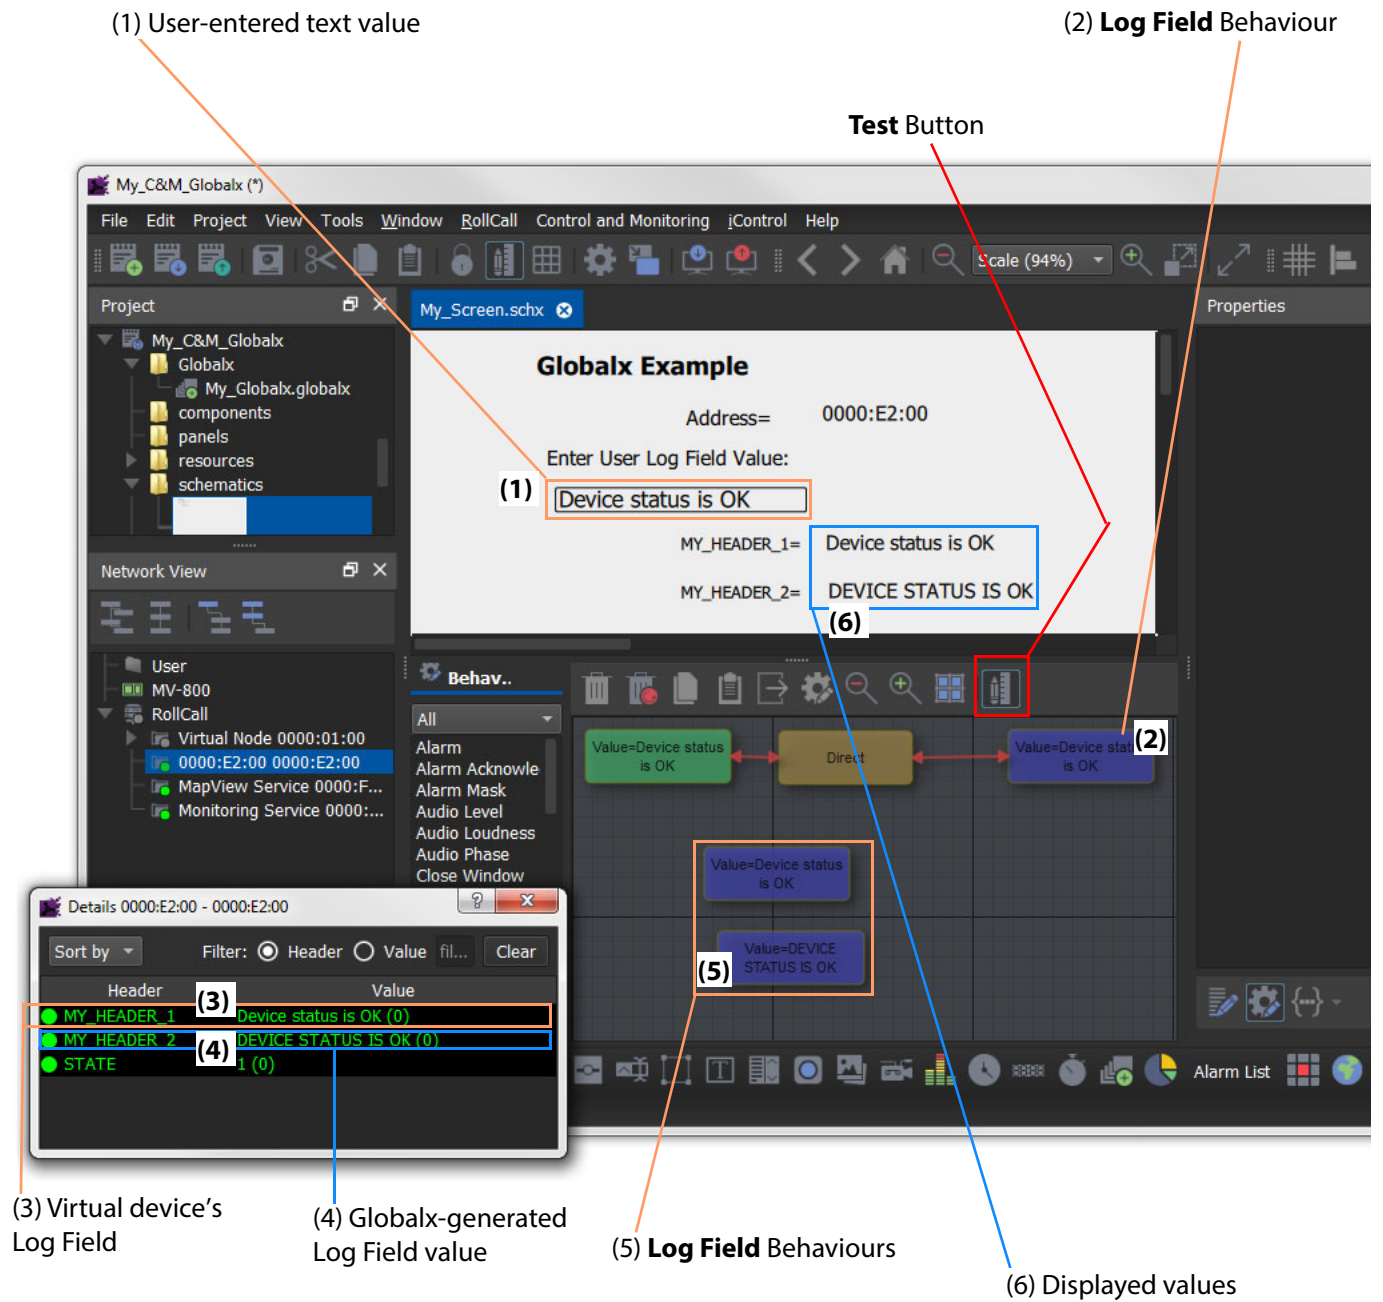 (1) User-entered text value
(2) Log Field Behaviour
Test Button
My_C&M_Globalx (*)
File Edit Project View Tools Window RollCall Control and Monitoring iControl Help
Scale (94%)
Project
My_Screen.schx
Properties
My_C&M_Globalx
Globalx
My_Globalx.globalx
components
panels
resources
schematics
Globalx Example
Address= 0000:E2:00
Enter User Log Field Value:
(1)
Device status is OK
MY_HEADER_1= Device status is OK
MY_HEADER_2= DEVICE STATUS IS OK
(6)
Network View
User
MV-800
RollCall
Virtual Node 0000:01:00
0000:E2:00 0000:E2:00
MapView Service 0000:F...
Monitoring Service 0000:...
Behav..
All
Alarm
Alarm Acknowle
Alarm Mask
Audio Level
Audio Loudness
Audio Phase
Close Window
Value=Device status
is OK
Direct
Value=Device stat
is OK
(2)
Value=Device status
is OK
Value=DEVICE
STATUS IS OK
(5)
Details 0000:E2:00 - 0000:E2:00
Sort by Filter: Header Value fil... Clear
Header Value
MY_HEADER_1 (3) Device status is OK (0)
MY_HEADER_2 DEVICE STATUS IS OK (0)
(4)
STATE 1 (0)
Alarm List
(3) Virtual device's
Log Field
(4) Globalx-generated
Log Field value
(5) Log Field Behaviours
(6) Displayed values